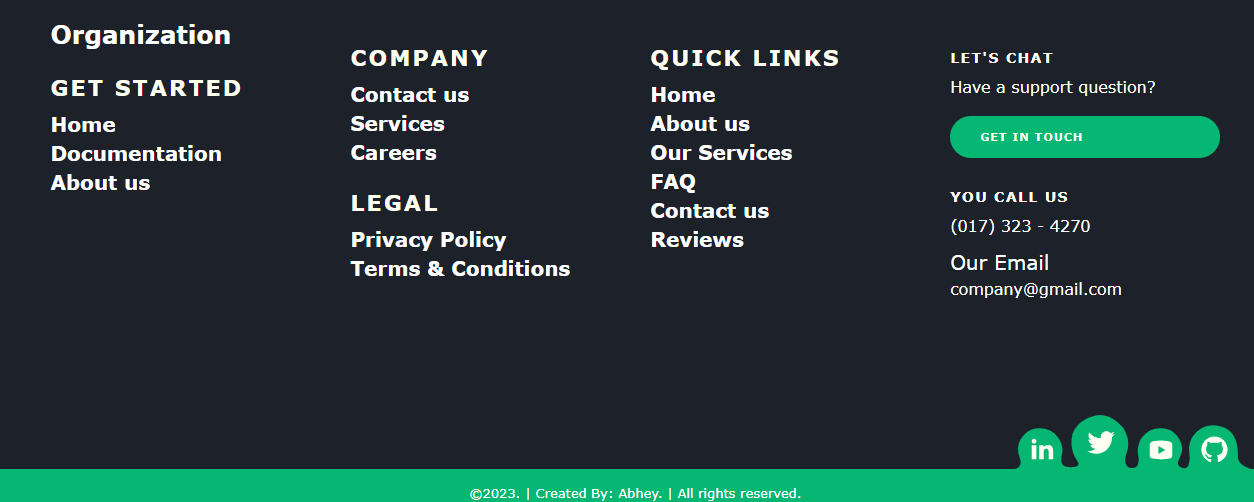 Organization
GET STARTED
Home
Documentation
About us
COMPANY
Contact us
Services
Careers
LEGAL
Privacy Policy
Terms & Conditions
QUICK LINKS
Home
About us
Our Services
FAQ
Contact us
Reviews
LET'S CHAT
Have a support question?
GET IN TOUCH
YOU CALL US
(017) 323 - 4270
Our Email
company@gmail.com
in
©2023. | Created By: Abhey. | All rights reserved.